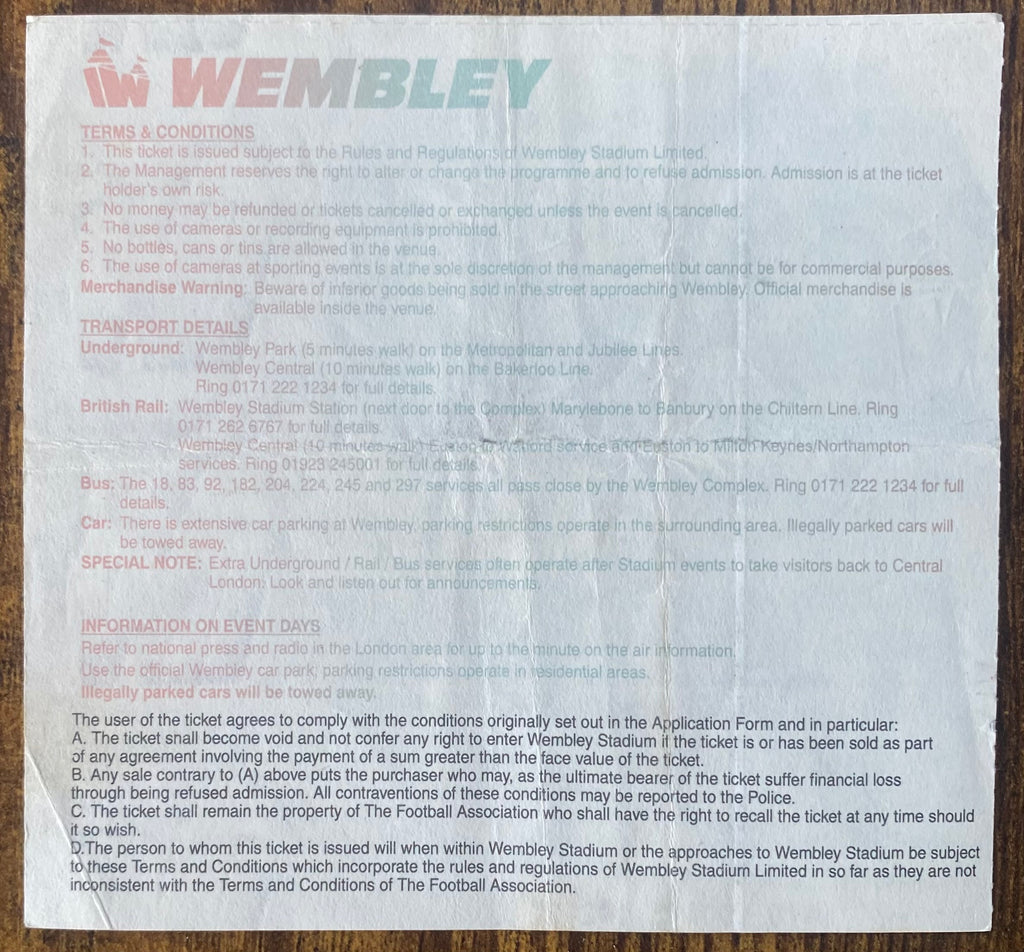 WEMBLEY
TERMS & CONDITIONS
1. This ticket is issued subject to the Rules and Regulations of Wembley Stadium Limited.
2. The Management reserves the right to alter or change the programme and to refuse admission. Admission is at the ticket
holder's own risk.
3. No money may be refunded or tickets cancelled or exchanged unless the event is cancelled.
4. The use of cameras or recording equipment is prohibited.
5. No bottles, cans or tins are allowed in the venue.
6. The use of cameras at sporting events is at the sole discretion of the management but cannot be for commercial purposes.
Merchandise Warning: Beware of inferior goods being sold in the street approaching Wembley. Official merchandise is
available inside the venue.
TRANSPORT DETAILS
Underground: Wembley Park (5 minutes walk) on the Metropolitan and Jubilee Lines.
Wembley Central (10 minutes walk) on the Bakerloo Line.
Ring 0171 222 1234 for full details.
British Rail: Wembley Stadium Station (next door to the Complex) Marylebone to Banbury on the Chiltern Line. Ring
0171 262 6767 for full details.
Wembley Central (10 minutes walk) Euston to Watford service and Euston to Milton Keynes/Northampton
services. Ring 01923 245001 for full details.
Bus: The 18, 83, 92, 182, 204, 224, 245 and 297 services all pass close by the Wembley Complex. Ring 0171 222 1234 for full
details.
Car: There is extensive car parking at Wembley, parking restrictions operate in the surrounding area. Illegally parked cars will
be towed away.
SPECIAL NOTE: Extra Underground / Rail / Bus services often operate after Stadium events to take visitors back to Central
London. Look and listen out for announcements.
INFORMATION ON EVENT DAYS
Refer to national press and radio in the London area for up to the minute on the air information.
Use the official Wembley car park; parking restrictions operate in residential areas.
Illegally parked cars will be towed away.
The user of the ticket agrees to comply with the conditions originally set out in the Application Form and in particular:
A. The ticket shall become void and not confer any right to enter Wembley Stadium if the ticket is or has been sold as part
of any agreement involving the payment of a sum greater than the face value of the ticket.
B. Any sale contrary to (A) above puts the purchaser who may, as the ultimate bearer of the ticket suffer financial loss
through being refused admission. All contraventions of these conditions may be reported to the Police.
C. The ticket shall remain the property of The Football Association who shall have the right to recall the ticket at any time should
it so wish.
D.The person to whom this ticket is issued will when within Wembley Stadium or the approaches to Wembley Stadium be subject
to these Terms and Conditions which incorporate the rules and regulations of Wembley Stadium Limited in so far as they are not
inconsistent with the Terms and Conditions of The Football Association.